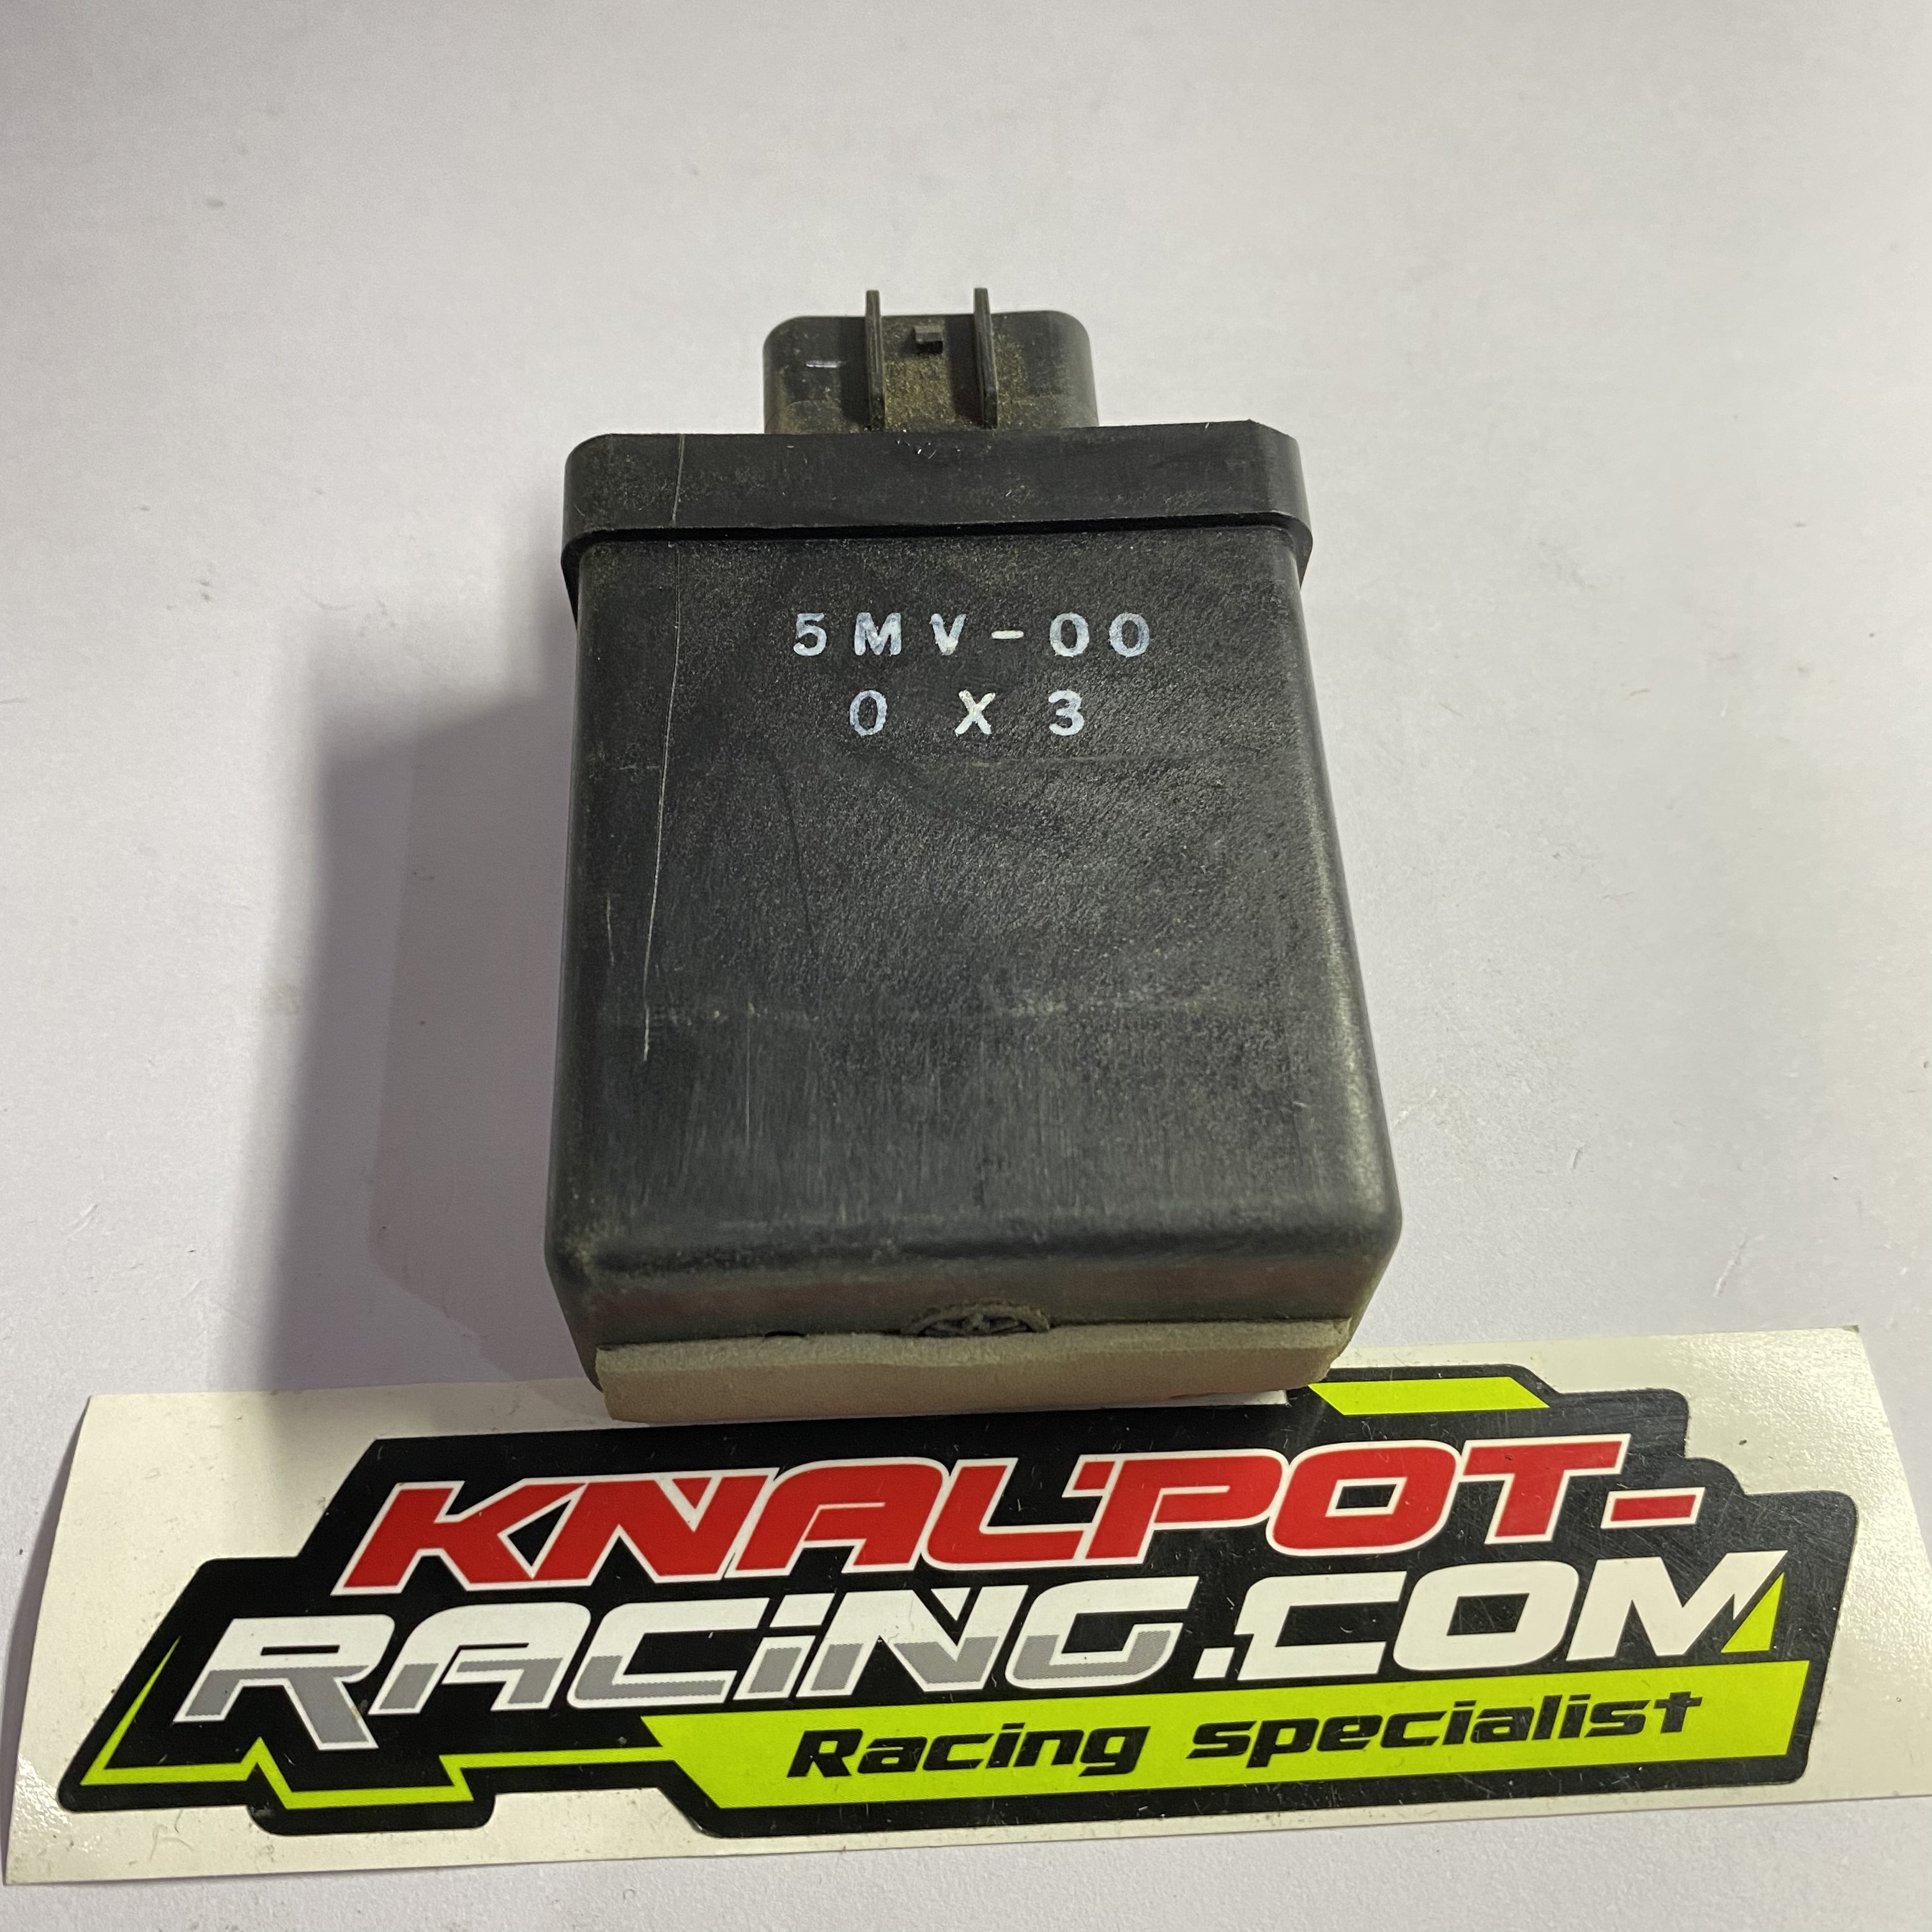 5MV-00
0 X 3
KNALPOT-
RACING.COM
Racing specialist